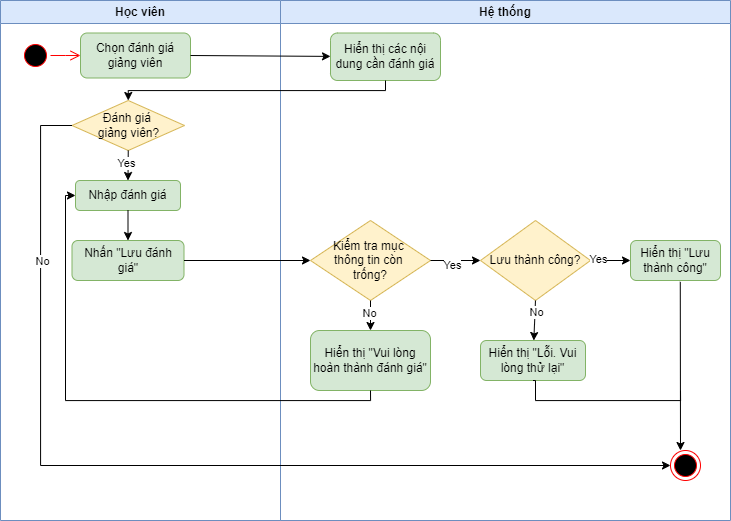 Học viên
Hệ thống
Chọn đánh giá
giảng viên
Hiển thị các nội
dung cần đánh giá
Đánh giá
giảng viên?
Yes
Nhập đánh giá
No
Nhấn "Lưu đánh
giá"
Kiểm tra mục
thông tin còn
trống?
Yes
Lưu thành công?
Yes
Hiển thị "Lưu
thành công"
No
No
Hiển thị "Vui lòng
hoàn thành đánh giá"
Hiển thị "Lỗi. Vui
lòng thử lại"